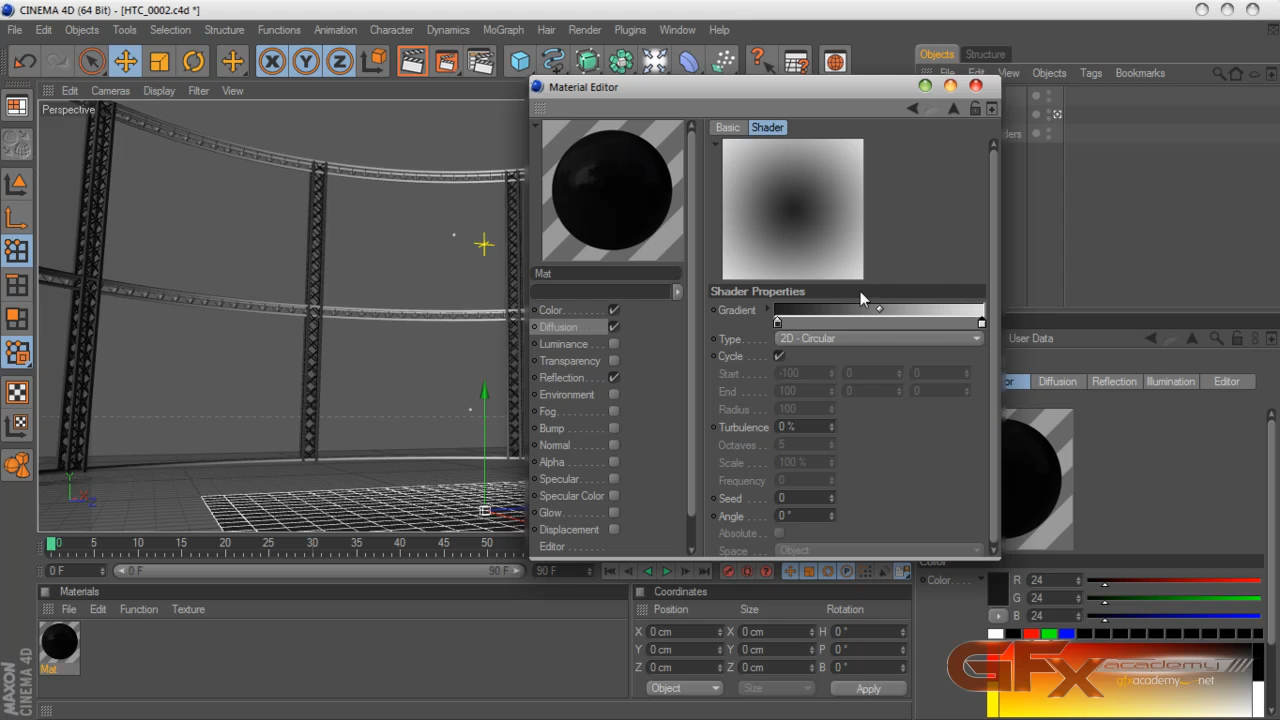 CINEMA 4D (64 Bit) - [HTC_0002.c4d *]
File Edit Objects Tools Selection Structure Functions Animation Character Dynamics MoGraph Hair Render Plugins Window Help
Objects Structure
File Edit View Objects Tags Bookmarks
Edit Cameras Display Filter View
Perspective
Material Editor
Basic Shader
Mat
Color
Diffusion
Luminance
Transparency
Reflection
Environment
Fog
Bump
Normal
Alpha
Specular
Specular Color
Glow
Displacement
Editor
Shader Properties
Gradient
Type 2D - Circular
Cycle
Start -100 0 0
End 100 0 0
Radius 100
Turbulence 0 %
Octaves 5
Scale 100 %
Frequency 0
Seed 0
Angle 0 °
Absolute
Space Object
User Data
Diffusion Reflection Illumination Editor
Color
Color R 24
G 24
B 24
Y X Z
0 5 10 15 20 25 30 35 40 45 50
0 F 0 F 90 F 90 F
Materials
File Edit Function Texture
Mat
Coordinates
Position Size Rotation
X 0 cm X 0 cm H 0 °
Y 0 cm Y 0 cm P 0 °
Z 0 cm Z 0 cm B 0 °
Object Size Apply
MAXON CINEMA 4D
GFX academy
gfxacademy.net